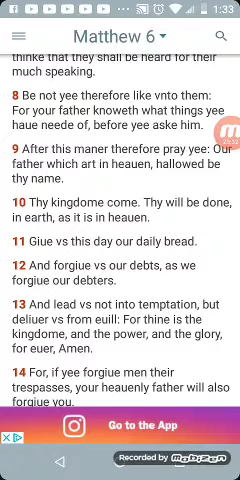 1:33
Matthew 6
thinke that they shall be heard for their
much speaking.
8 Be not yee therefore like vnto them:
For your father knoweth what things yee
haue neede of, before yee aske him.
9 After this maner therefore pray yee: Our
father which art in heauen, hallowed be
thy name.
10 Thy kingdome come. Thy will be done,
in earth, as it is in heauen.
11 Giue vs this day our daily bread.
12 And forgiue vs our debts, as we
forgiue our debters.
13 And lead vs not into temptation, but
deliuer vs from euill: For thine is the
kingdome, and the power, and the glory,
for euer, Amen.
14 For, if yee forgiue men their
trespasses, your heauenly father will also
forgiue you.
Go to the App
Recorded by mobizen